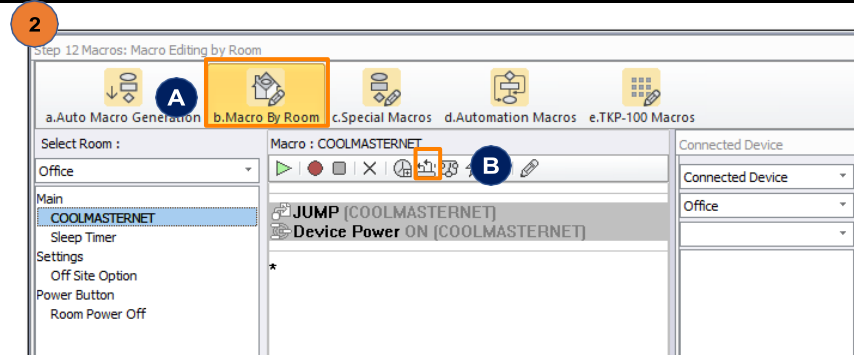 2
Step 12 Macros: Macro Editing by Room
A
a.Auto Macro Generation b.Macro By Room c.Special Macros d.Automation Macros e.TKP-100 Macros
Select Room :
Office
Main
COOLMASTERNET
Sleep Timer
Settings
Off Site Option
Power Button
Room Power Off
Macro : COOLMASTERNET
B
JUMP (COOLMASTERNET)
Device Power ON (COOLMASTERNET)
*
Connected Device
Connected Device
Office